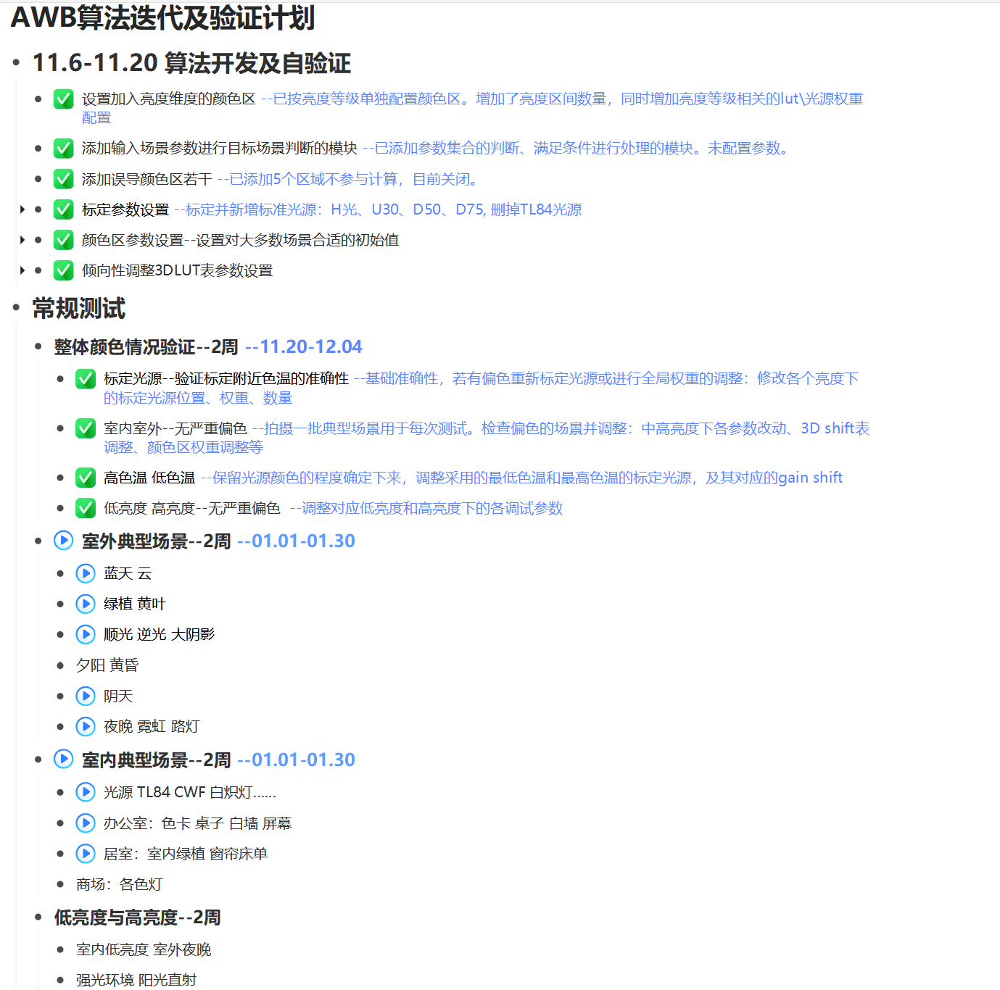 AWB算法迭代及验证计划
11.6-11.20 算法开发及自验证
设置加入亮度维度的颜色区 --已按亮度等级单独配置颜色区。增加了亮度区间数量，同时增加亮度等级相关的lut\光源权重
配置
添加输入场景参数进行目标场景判断的模块 --已添加参数集合的判断、满足条件进行处理的模块。未配置参数。
添加误导颜色区若干 --已添加5个区域不参与计算，目前关闭。
标定参数设置 --标定并新增标准光源：H光、U30、D50、D75, 删掉TL84光源
颜色区参数设置--设置对大多数场景合适的初始值
倾向性调整3DLUT表参数设置
常规测试
整体颜色情况验证--2周 --11.20-12.04
标定光源--验证标定附近色温的准确性 --基础准确性，若有偏色重新标定光源或进行全局权重的调整：修改各个亮度下
的标定光源位置、权重、数量
室内室外--无严重偏色 --拍摄一批典型场景用于每次测试。检查偏色的场景并调整：中高亮度下各参数改动、3D shift表
调整、颜色区权重调整等
高色温 低色温 --保留光源颜色的程度确定下来，调整采用的最低色温和最高色温的标定光源，及其对应的gain shift
低亮度 高亮度--无严重偏色 --调整对应低亮度和高亮度下的各调试参数
室外典型场景--2周 --01.01-01.30
蓝天 云
绿植 黄叶
顺光 逆光 大阴影
夕阳 黄昏
阴天
夜晚 霓虹 路灯
室内典型场景--2周 --01.01-01.30
光源 TL84 CWF 白炽灯......
办公室：色卡 桌子 白墙 屏幕
居室：室内绿植 窗帘床单
商场：各色灯
低亮度与高亮度--2周
室内低亮度 室外夜晚
强光环境 阳光直射